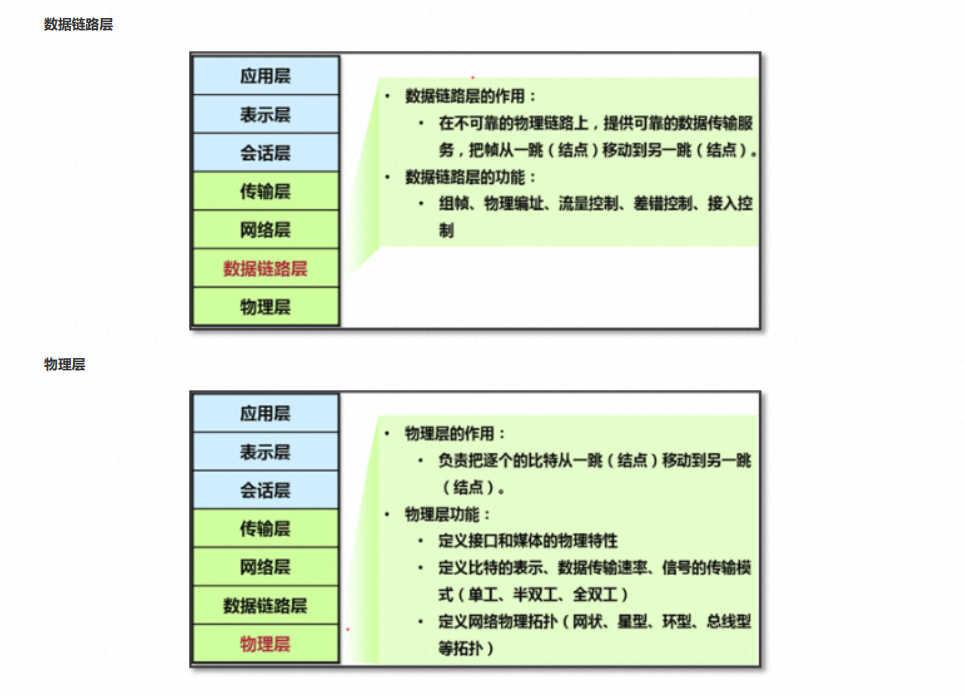 数据链路层
应用层
表示层
会话层
传输层
网络层
数据链路层
物理层
• 数据链路层的作用：
• 在不可靠的物理链路上，提供可靠的数据传输服
务，把帧从一跳（结点）移动到另一跳（结点）。
• 数据链路层的功能：
• 组帧、物理编址、流量控制、差错控制、接入控
制
物理层
应用层
表示层
会话层
传输层
网络层
数据链路层
物理层
• 物理层的作用：
• 负责把逐个的比特从一跳（结点）移动到另一跳
（结点）。
• 物理层功能：
• 定义接口和媒体的物理特性
• 定义比特的表示、数据传输速率、信号的传输模
式（单工、半双工、全双工）
• 定义网络物理拓扑（网状、星型、环型、总线型
等拓扑）